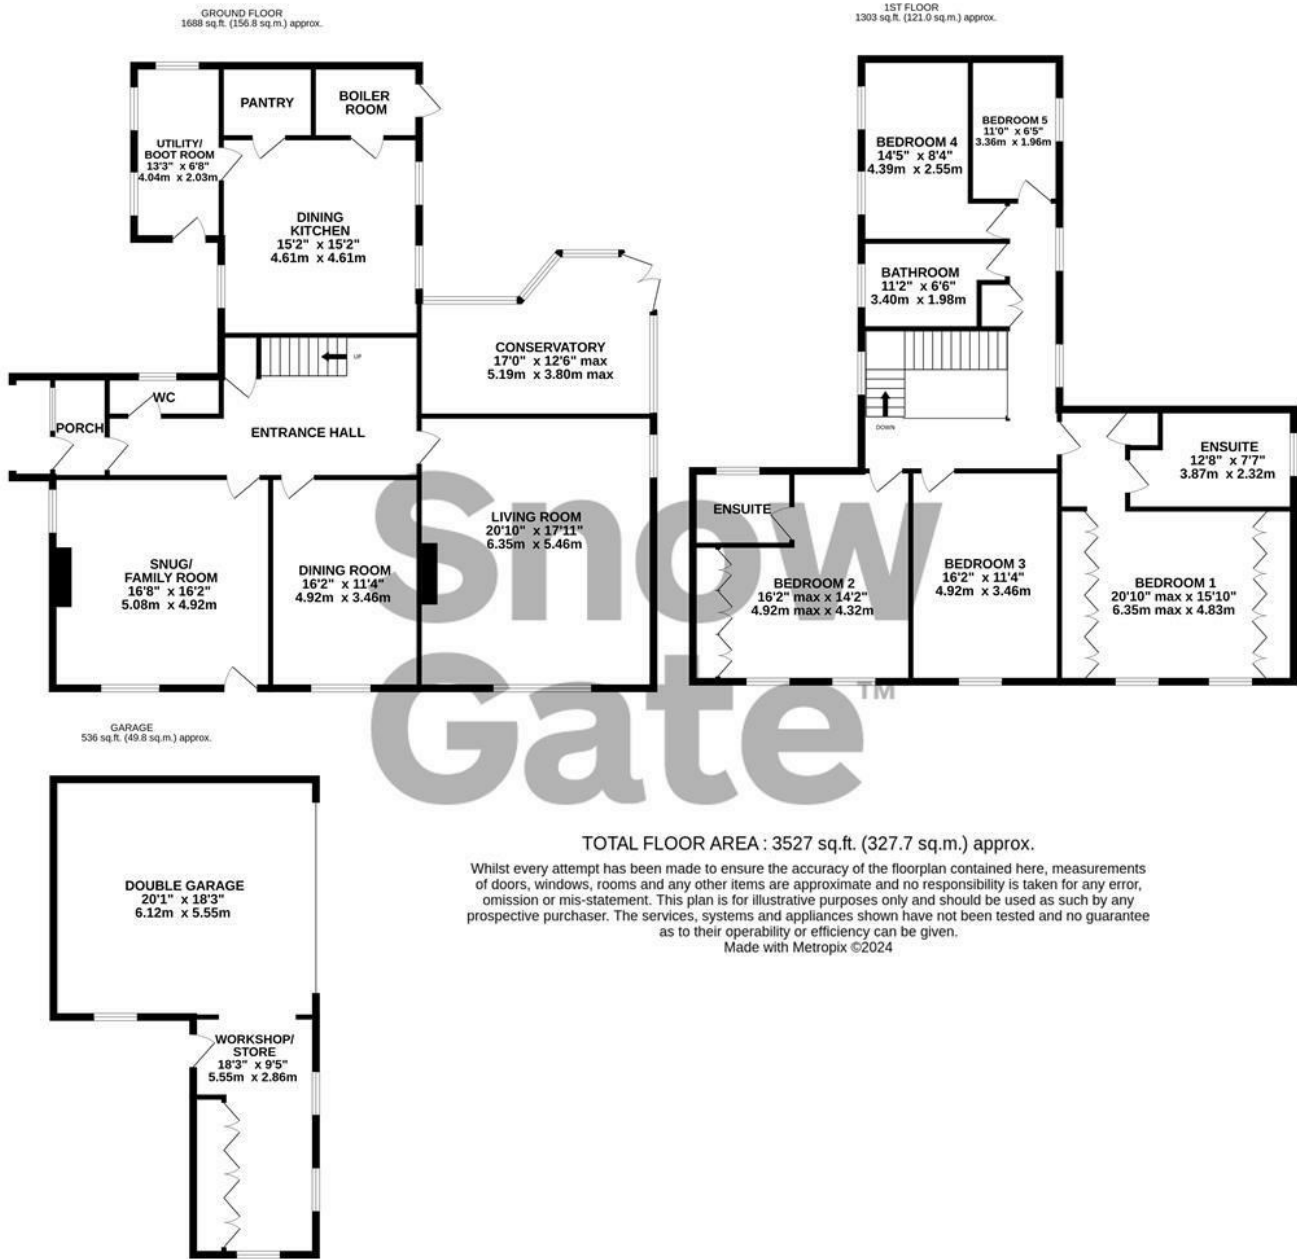 GROUND FLOOR
1688 sq.ft. (156.8 sq.m.) approx.
UTILITY/
BOOT ROOM
13'3" x 6'8"
4.04m x 2.03m
PANTRY
BOILER
ROOM
DINING
KITCHEN
15'2" x 15'2"
4.61m x 4.61m
CONSERVATORY
17'0" x 12'6" max
5.19m x 3.80m max
UP
WC
PORCH
ENTRANCE HALL
SNUG/
FAMILY ROOM
16'8" x 16'2"
5.08m x 4.92m
DINING ROOM
16'2" x 11'4"
4.92m x 3.46m
LIVING ROOM
20'10" x 17'11"
6.35m x 5.46m
1ST FLOOR
1303 sq.ft. (121.0 sq.m.) approx.
BEDROOM 4
14'5" x 8'4"
4.39m x 2.55m
BEDROOM 5
11'0" x 6'5"
3.36m x 1.96m
BATHROOM
11'2" x 6'6"
3.40m x 1.98m
DOWN
ENSUITE
12'8" x 7'7"
3.87m x 2.32m
ENSUITE
BEDROOM 2
16'2" max x 14'2"
4.92m max x 4.32m
BEDROOM 3
16'2" x 11'4"
4.92m x 3.46m
BEDROOM 1
20'10" max x 15'10"
6.35m max x 4.83m
Snow
Gate™
GARAGE
536 sq.ft. (49.8 sq.m.) approx.
DOUBLE GARAGE
20'1" x 18'3"
6.12m x 5.55m
WORKSHOP/
STORE
18'3" x 9'5"
5.55m x 2.86m
TOTAL FLOOR AREA : 3527 sq.ft. (327.7 sq.m.) approx.
Whilst every attempt has been made to ensure the accuracy of the floorplan contained here, measurements
of doors, windows, rooms and any other items are approximate and no responsibility is taken for any error,
omission or mis-statement. This plan is for illustrative purposes only and should be used as such by any
prospective purchaser. The services, systems and appliances shown have not been tested and no guarantee
as to their operability or efficiency can be given.
Made with Metropix ©2024